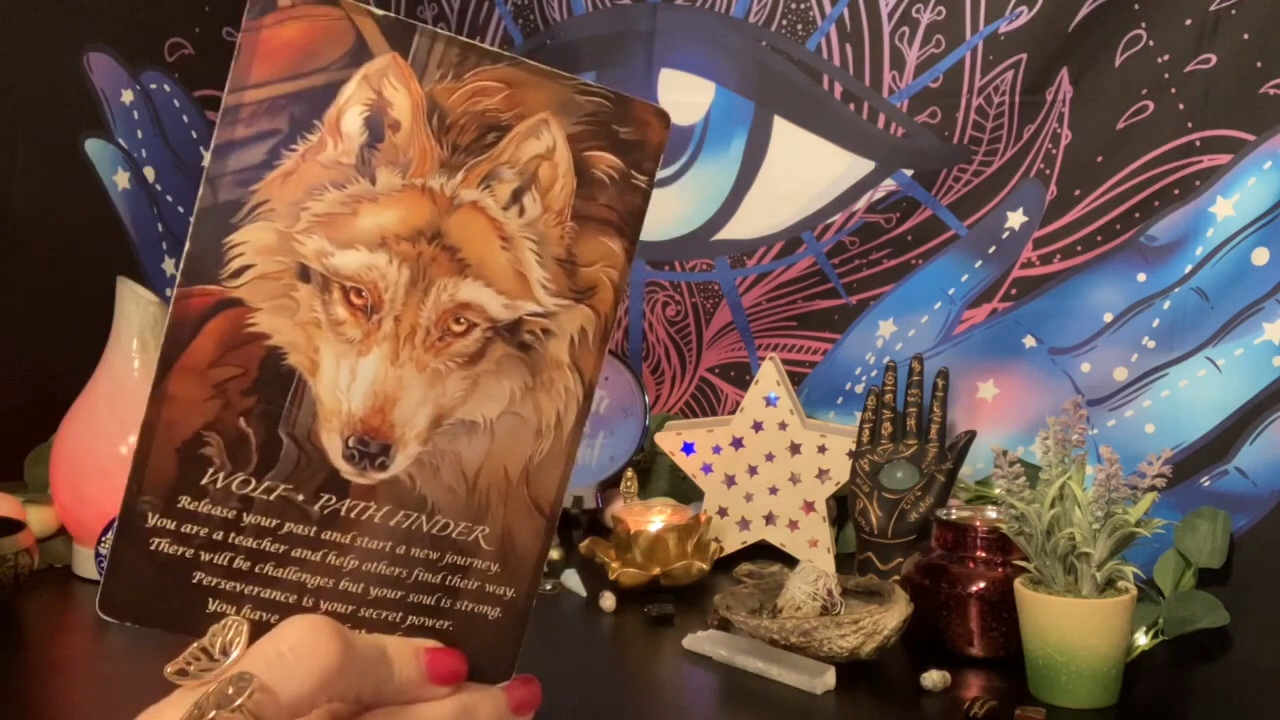 WOLF • PATH FINDER
Release your past and start a new journey.
You are a teacher and help others find their way.
There will be challenges but your soul is strong.
Perseverance is your secret power.
You have